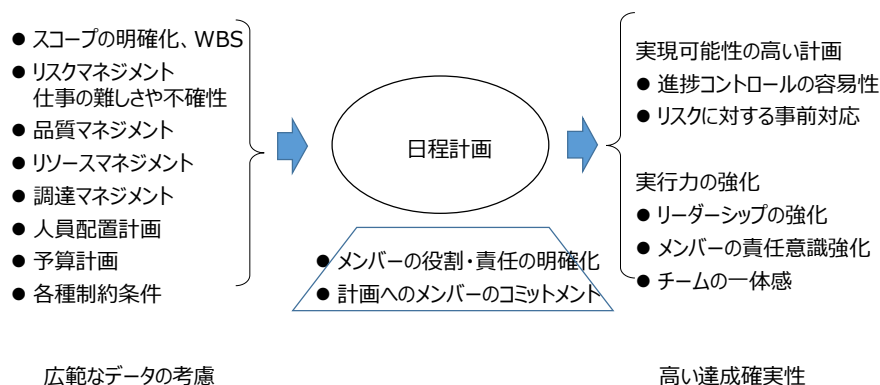 ● スコープの明確化、WBS
● リスクマネジメント
仕事の難しさや不確性
● 品質マネジメント
● リソースマネジメント
● 調達マネジメント
● 人員配置計画
● 予算計画
● 各種制約条件
日程計画
● メンバーの役割・責任の明確化
● 計画へのメンバーのコミットメント
実現可能性の高い計画
● 進捗コントロールの容易性
● リスクに対する事前対応
実行力の強化
● リーダーシップの強化
● メンバーの責任意識強化
● チームの一体感
広範なデータの考慮
高い達成確実性